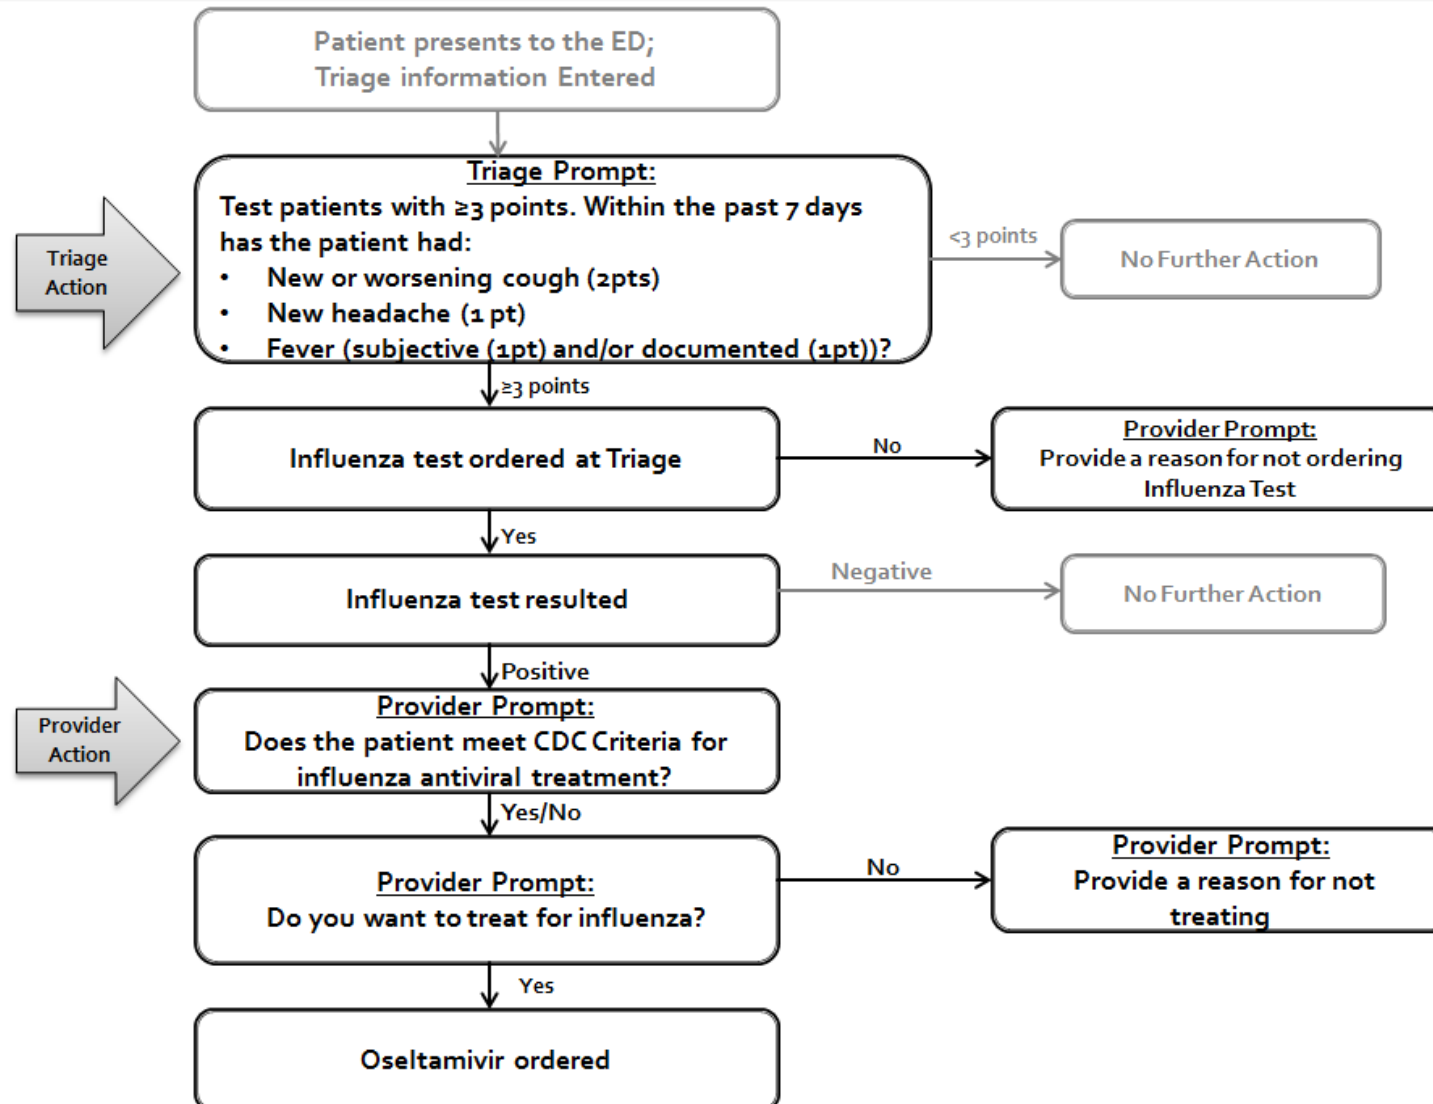 Patient presents to the ED;
Triage information Entered
Triage Prompt:
Test patients with ≥3 points. Within the past 7 days
has the patient had:
• New or worsening cough (2pts)
• New headache (1 pt)
• Fever (subjective (1pt) and/or documented (1pt))?
Triage
Action
<3 points
No Further Action
≥3 points
Influenza test ordered at Triage
No
Provider Prompt:
Provide a reason for not ordering
Influenza Test
Yes
Influenza test resulted
Negative
No Further Action
Positive
Provider
Action
Provider Prompt:
Does the patient meet CDC Criteria for
influenza antiviral treatment?
Yes/No
Provider Prompt:
Do you want to treat for influenza?
No
Provider Prompt:
Provide a reason for not
treating
Yes
Oseltamivir ordered